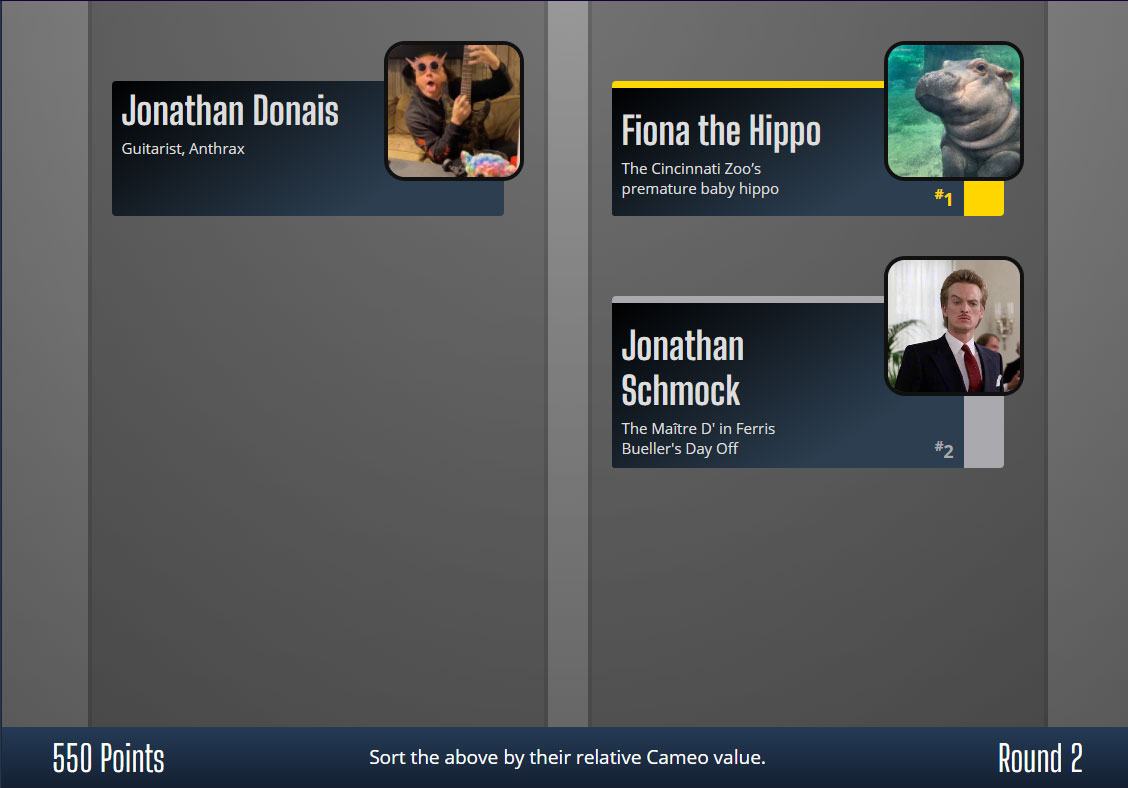 Jonathan Donais
Guitarist, Anthrax
Fiona the Hippo
The Cincinnati Zoo’s
premature baby hippo
#1
Jonathan
Schmock
The Maître D' in Ferris
Bueller's Day Off
#2
550 Points
Sort the above by their relative Cameo value.
Round 2